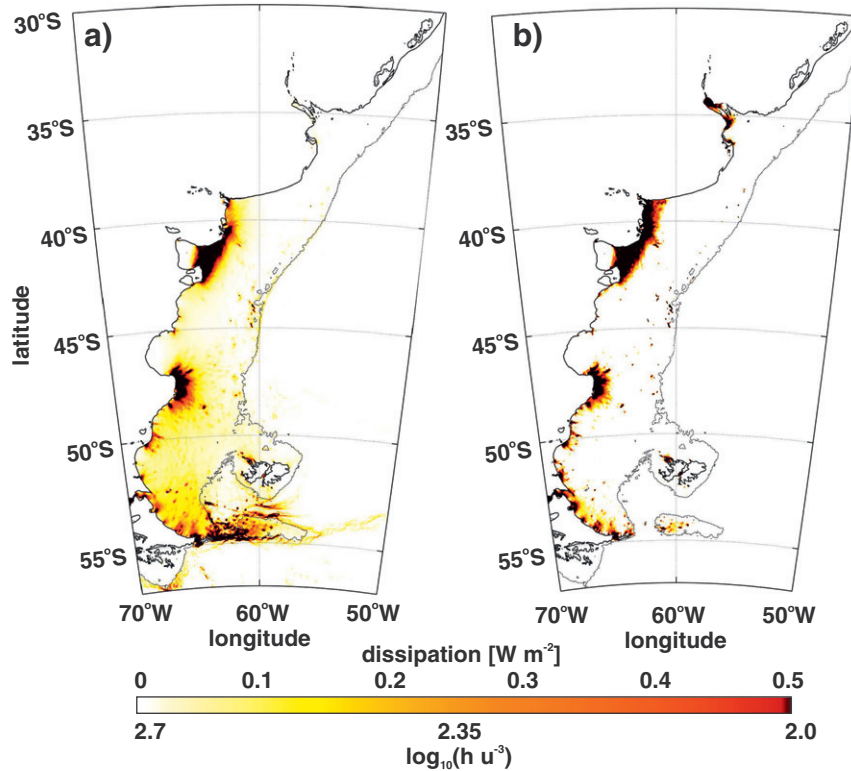 a)
b)
30°S
35°S
40°S
45°S
50°S
55°S
latitude
70°W 60°W 50°W
longitude
35°S
40°S
45°S
50°S
55°S
70°W 60°W 50°W
longitude
dissipation [W m⁻²]
0 0.1 0.2 0.3 0.4 0.5
2.7 2.35 2.0
log₁₀(h u⁻³)